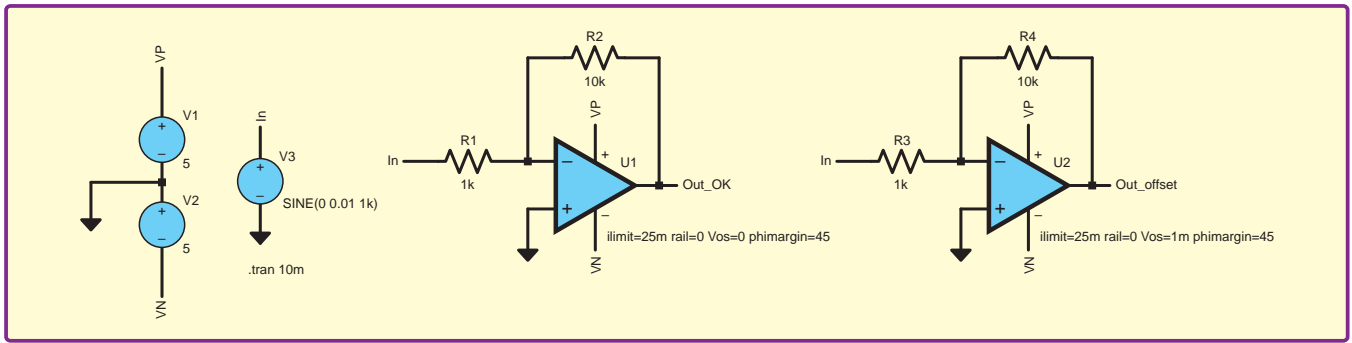 VP
V1
+
–
5
V2
+
–
5
VN
In
V3
+
–
SINE(0 0.01 1k)
.tran 10m
R2
10k
VP
R1
In
1k
–
+
U1
+
–
Out_OK
ilimit=25m rail=0 Vos=0 phimargin=45
VN
R4
10k
VP
R3
In
1k
–
+
U2
+
–
Out_offset
ilimit=25m rail=0 Vos=1m phimargin=45
VN